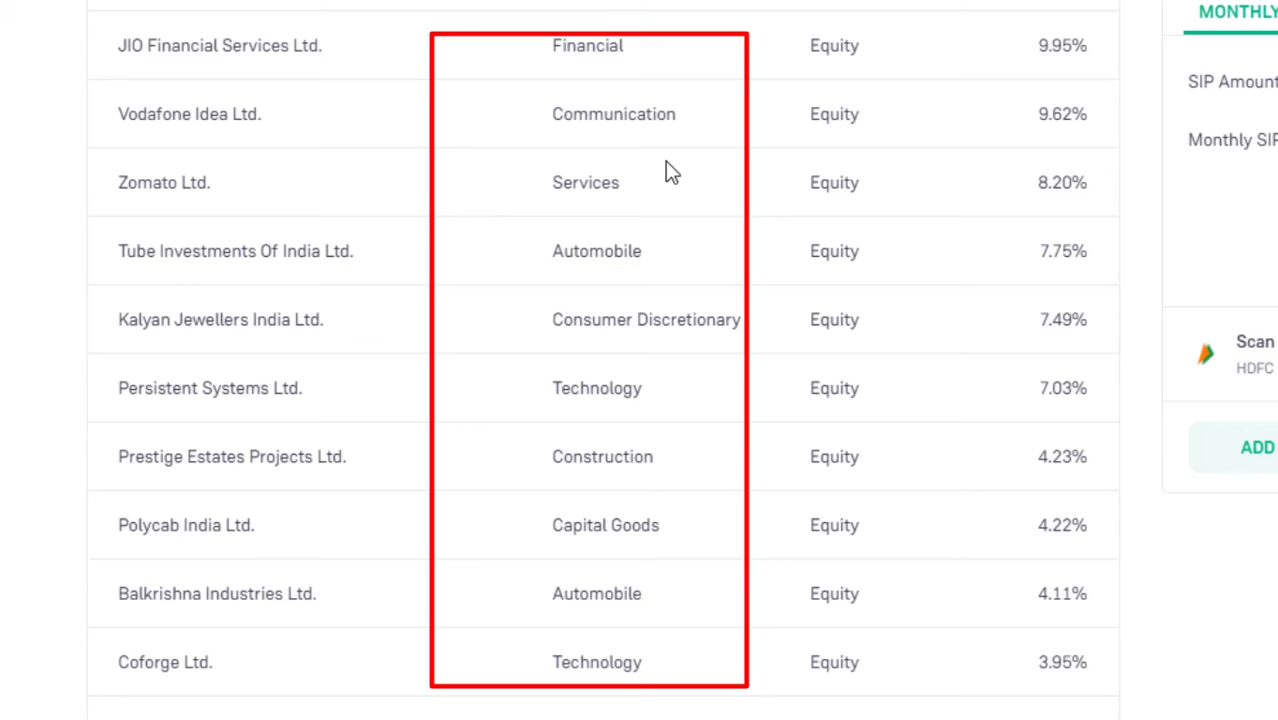 MONTHLY
JIO Financial Services Ltd. Financial Equity 9.95%
SIP Amount
Vodafone Idea Ltd. Communication Equity 9.62%
Monthly SIP
Zomato Ltd. Services Equity 8.20%
Tube Investments Of India Ltd. Automobile Equity 7.75%
Kalyan Jewellers India Ltd. Consumer Discretionary Equity 7.49%
Scan
HDFC
Persistent Systems Ltd. Technology Equity 7.03%
Prestige Estates Projects Ltd. Construction Equity 4.23%
ADD
Polycab India Ltd. Capital Goods Equity 4.22%
Balkrishna Industries Ltd. Automobile Equity 4.11%
Coforge Ltd. Technology Equity 3.95%